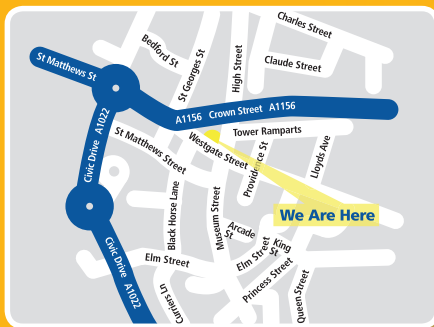 Charles Street
Bedford St
St Georges St
High Street
Claude Street
St Matthews St
A1156 Crown Street A1156
Civic Drive A1022
St Matthews Street
Westgate Street
Tower Ramparts
Providence St
Lloyds Ave
We Are Here
Black Horse Lane
Museum Street
Arcade
St
King
St
Elm Street
Elm Street
Princess Street
Queen Street
Civic Drive A1022
Curriers Ln